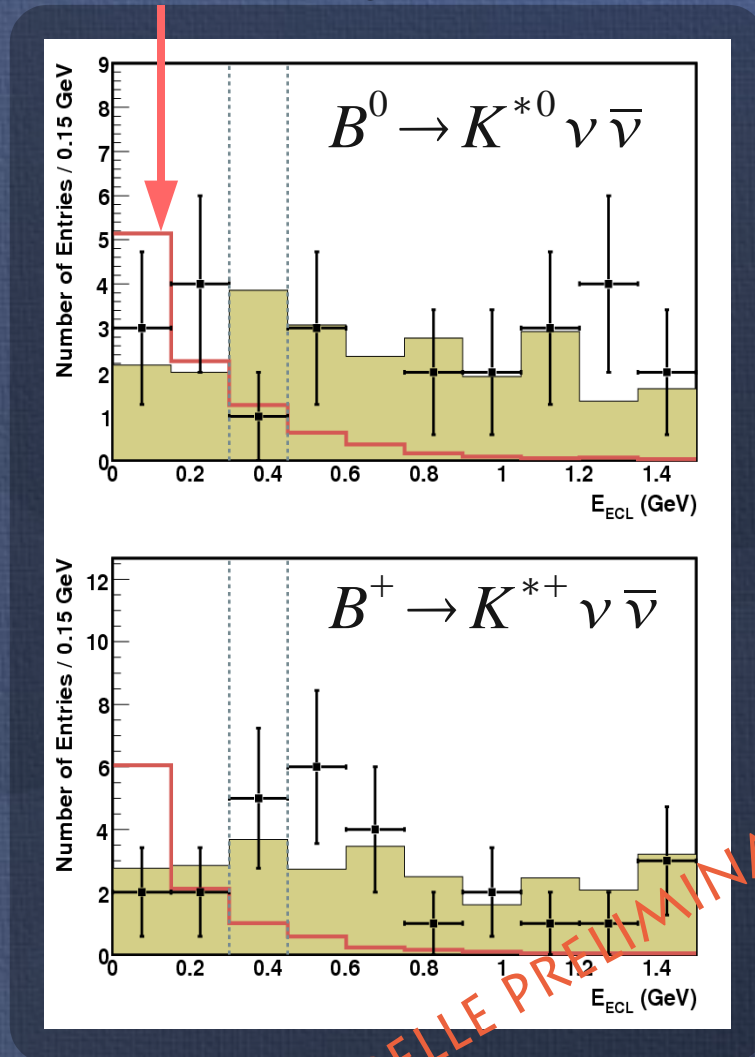 Number of Entries / 0.15 GeV
9
8
7
6
5
4
3
2
1
0
B⁰ → K*⁰ ν ν̅
0 0.2 0.4 0.6 0.8 1 1.2 1.4
E_ECL (GeV)
Number of Entries / 0.15 GeV
12
10
8
6
4
2
0
B⁺ → K*⁺ ν ν̅
0 0.2 0.4 0.6 0.8 1 1.2 1.4
E_ECL (GeV)
ELLE PRELIMINA